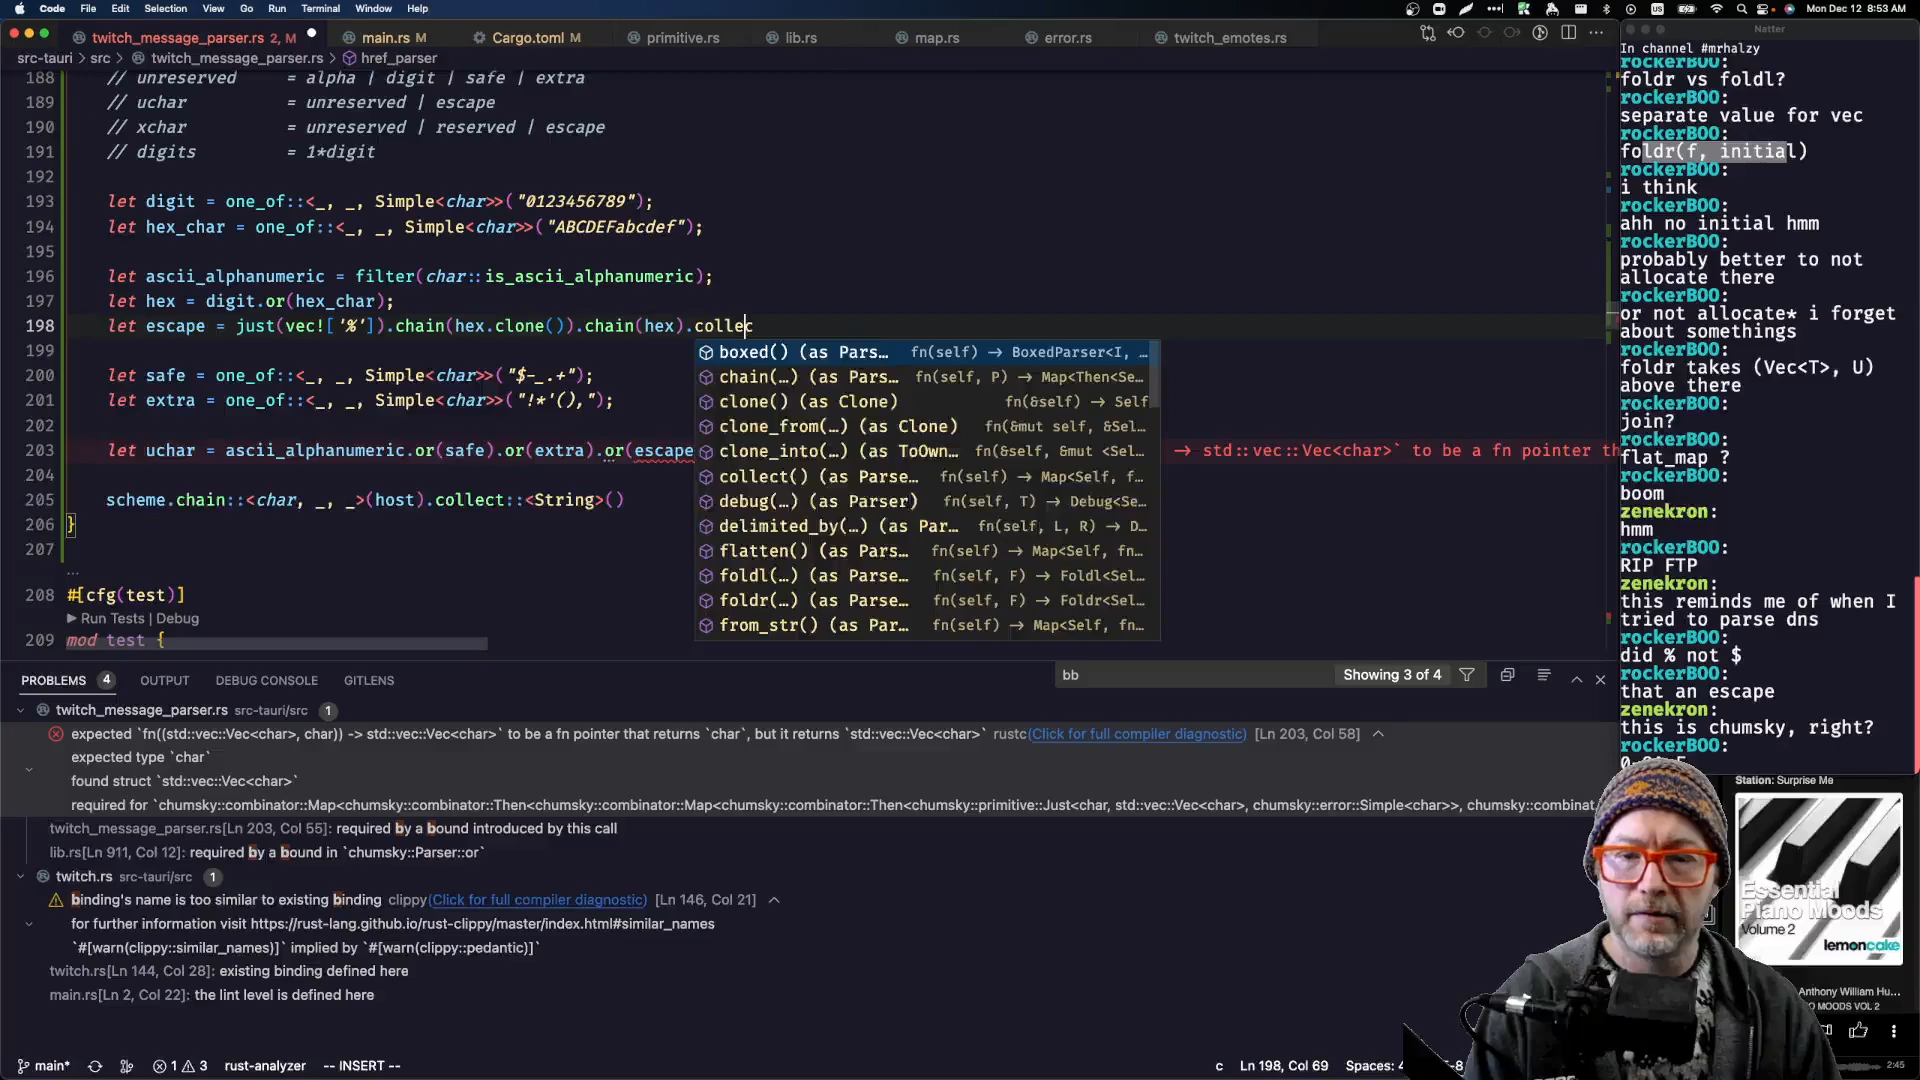 Code File Edit Selection View Go Run Terminal Window Help
Mon Dec 12 8:53 AM
twitch_message_parser.rs 2, M
main.rs M
Cargo.toml M
primitive.rs
lib.rs
map.rs
error.rs
twitch_emotes.rs
src-tauri > src > twitch_message_parser.rs > href_parser
188 // unreserved = alpha | digit | safe | extra
189 // uchar = unreserved | escape
190 // xchar = unreserved | reserved | escape
191 // digits = 1*digit
192
193 let digit = one_of::<_, _, Simple<char>>("0123456789");
194 let hex_char = one_of::<_, _, Simple<char>>("ABCDEFabcdef");
195
196 let ascii_alphanumeric = filter(char::is_ascii_alphanumeric);
197 let hex = digit.or(hex_char);
198 let escape = just(vec!['%']).chain(hex.clone()).chain(hex).collec
199
200 let safe = one_of::<_, _, Simple<char>>("$-_.+");
201 let extra = one_of::<_, _, Simple<char>>("!*'(),");
202
203 let uchar = ascii_alphanumeric.or(safe).or(extra).or(escape → std::vec::Vec<char>` to be a fn pointer th
204
205 scheme.chain::<char, _, _>(host).collect::<String>()
206 }
207
208 #[cfg(test)]
▶ Run Tests | Debug
209 mod test {
boxed() (as Pars… fn(self) → BoxedParser<I, …
chain(…) (as Pars… fn(self, P) → Map<Then<Se…
clone() (as Clone) fn(&self) → Self
clone_from(…) (as Clone) fn(&mut self, &Sel…
clone_into(…) (as ToOwn… fn(&self, &mut <Sel…
collect() (as Parse… fn(self) → Map<Self, f…
debug(…) (as Parser) fn(self, T) → Debug<Se…
delimited_by(…) (as Par… fn(self, L, R) → D…
flatten() (as Pars… fn(self) → Map<Self, fn…
foldl(…) (as Parse… fn(self, F) → Foldl<Sel…
foldr(…) (as Parse… fn(self, F) → Foldr<Sel…
from_str() (as Par… fn(self) → Map<Self, fn…
PROBLEMS 4 OUTPUT DEBUG CONSOLE GITLENS
bb Showing 3 of 4
twitch_message_parser.rs src-tauri/src 1
expected `fn((std::vec::Vec<char>, char)) -> std::vec::Vec<char>` to be a fn pointer that returns `char`, but it returns `std::vec::Vec<char>` rustc(Click for full compiler diagnostic) [Ln 203, Col 58]
expected type `char`
found struct `std::vec::Vec<char>`
required for `chumsky::combinator::Map<chumsky::combinator::Then<chumsky::combinator::Map<chumsky::combinator::Then<chumsky::primitive::Just<char, std::vec::Vec<char>, chumsky::error::Simple<char>>, chumsky::combinat
twitch_message_parser.rs[Ln 203, Col 55]: required by a bound introduced by this call
lib.rs[Ln 911, Col 12]: required by a bound in `chumsky::Parser::or`
twitch.rs src-tauri/src 1
binding's name is too similar to existing binding clippy(Click for full compiler diagnostic) [Ln 146, Col 21]
for further information visit https://rust-lang.github.io/rust-clippy/master/index.html#similar_names
`#[warn(clippy::similar_names)]` implied by `#[warn(clippy::pedantic)]`
twitch.rs[Ln 144, Col 28]: existing binding defined here
main.rs[Ln 2, Col 22]: the lint level is defined here
main* 1 3 rust-analyzer -- INSERT -- c Ln 198, Col 69 Spaces:
Natter
In channel #mrhalzy
rockerBOO:
foldr vs foldl?
rockerBOO:
separate value for vec
rockerBOO:
foldr(f, initial)
rockerBOO:
i think
rockerBOO:
ahh no initial hmm
rockerBOO:
probably better to not
allocate there
rockerBOO:
or not allocate* i forget
about somethings
rockerBOO:
foldr takes (Vec<T>, U)
above there
rockerBOO:
join?
rockerBOO:
flat_map ?
rockerBOO:
boom
zenekron:
hmm
rockerBOO:
RIP FTP
zenekron:
this reminds me of when I
tried to parse dns
rockerBOO:
did % not $
rockerBOO:
that an escape
zenekron:
this is chumsky, right?
rockerBOO:
Station: Surprise Me
Essential
Piano Moods
Volume 2
lemoncake
Anthony William Hu...
O MOODS VOL 2
2:45